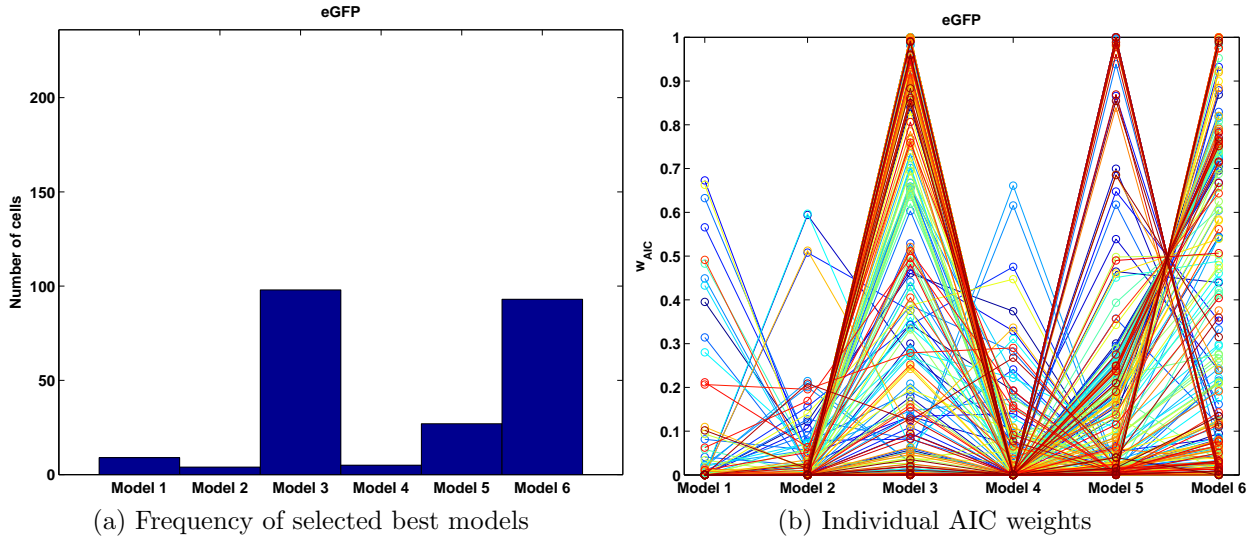 eGFP
Number of cells
200
150
100
50
0
Model 1 Model 2 Model 3 Model 4 Model 5 Model 6
(a) Frequency of selected best models
eGFP
w_AIC
1
0.9
0.8
0.7
0.6
0.5
0.4
0.3
0.2
0.1
0
Model 1 Model 2 Model 3 Model 4 Model 5 Model 6
(b) Individual AIC weights